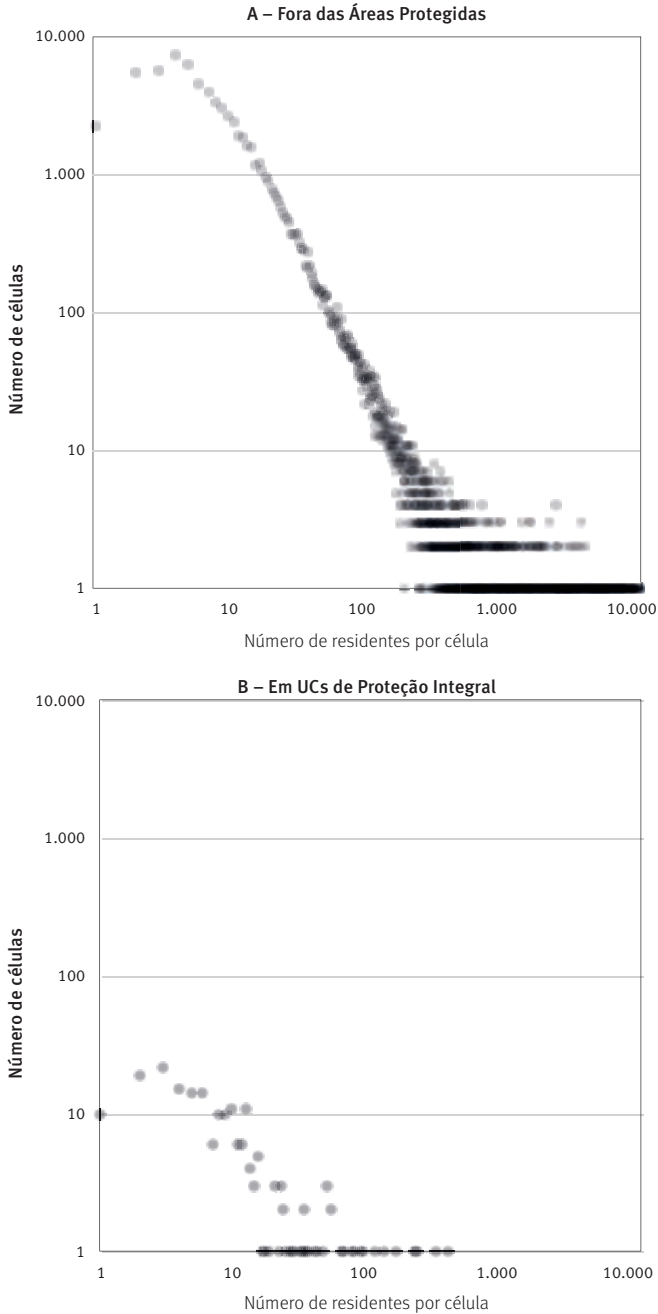 A – Fora das Áreas Protegidas
Número de células
10.000
1.000
100
10
1
1 10 100 1.000 10.000
Número de residentes por célula
B – Em UCs de Proteção Integral
Número de células
10.000
1.000
100
10
1
1 10 100 1.000 10.000
Número de residentes por célula